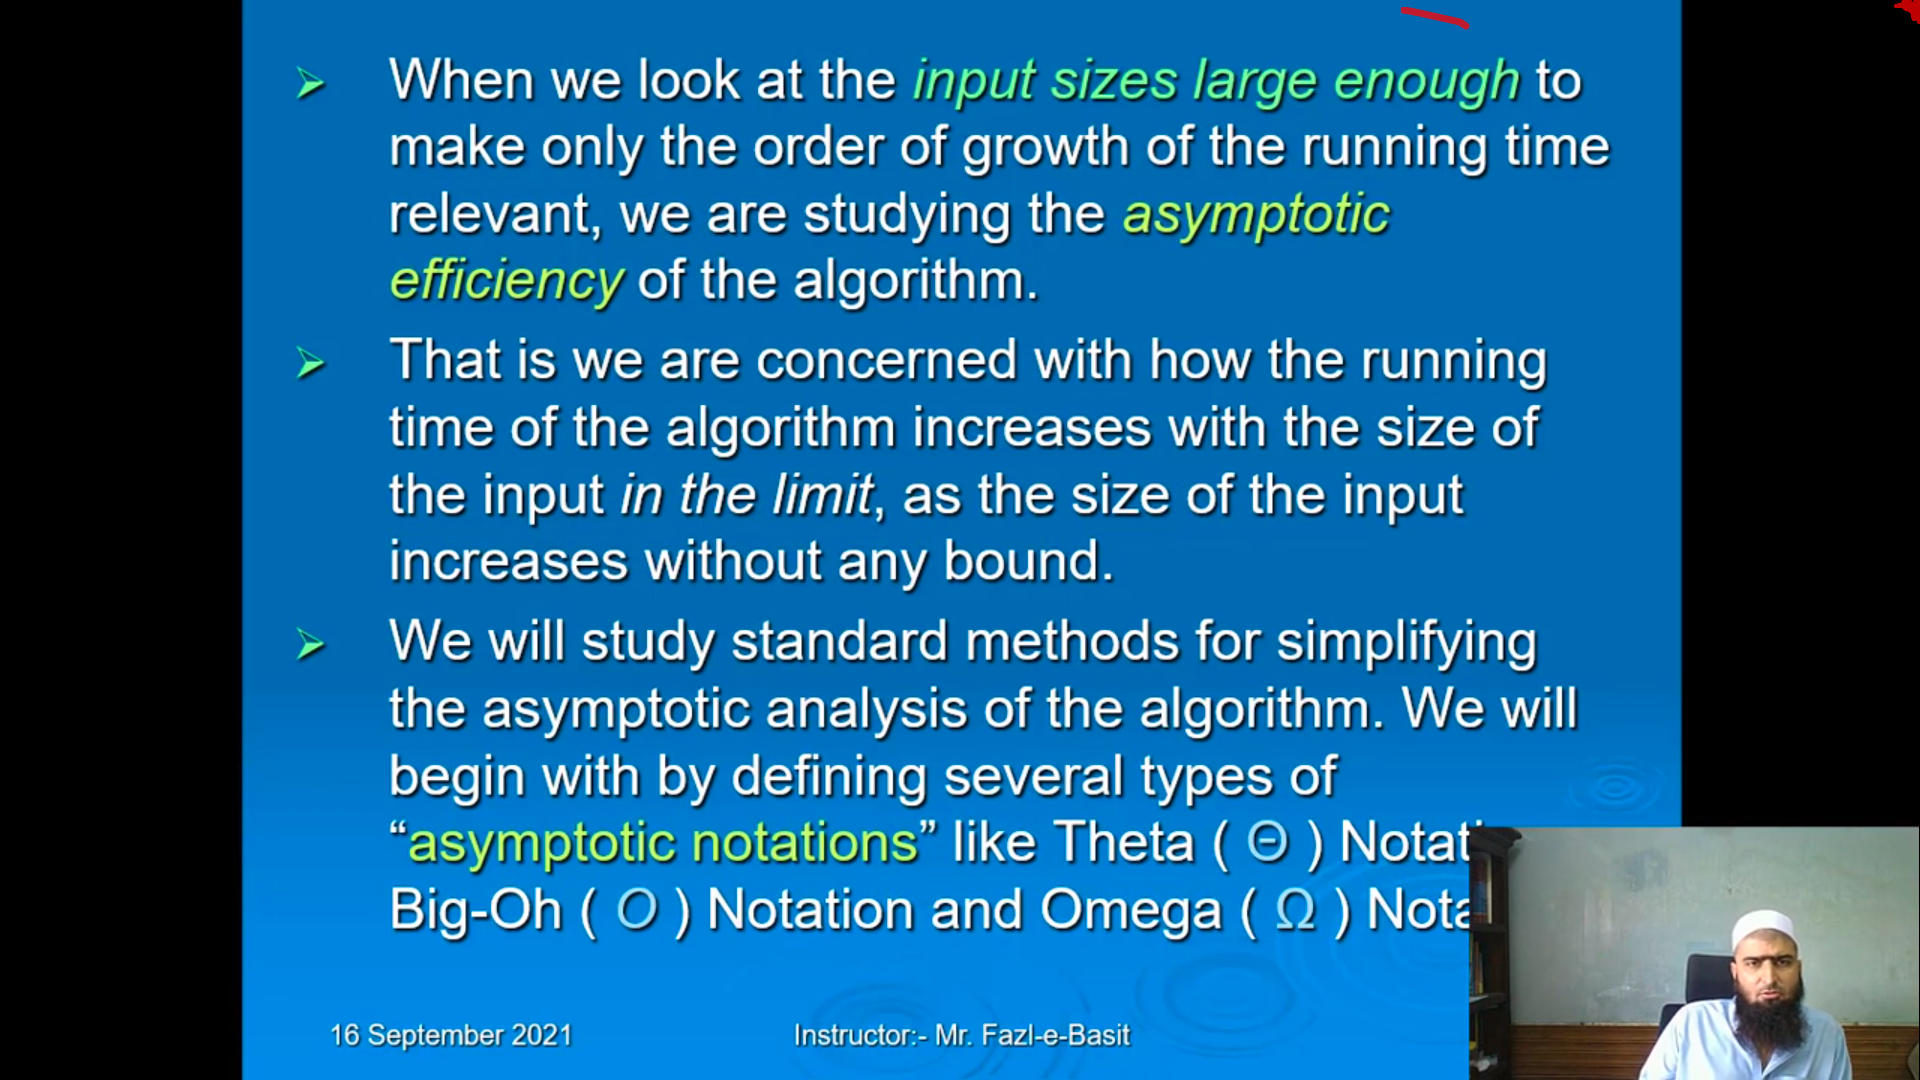 When we look at the input sizes large enough to
make only the order of growth of the running time
relevant, we are studying the asymptotic
efficiency of the algorithm.
That is we are concerned with how the running
time of the algorithm increases with the size of
the input in the limit, as the size of the input
increases without any bound.
We will study standard methods for simplifying
the asymptotic analysis of the algorithm. We will
begin with by defining several types of
“asymptotic notations” like Theta ( Θ ) Notati
Big-Oh ( O ) Notation and Omega ( Ω ) Nota
16 September 2021
Instructor:- Mr. Fazl-e-Basit